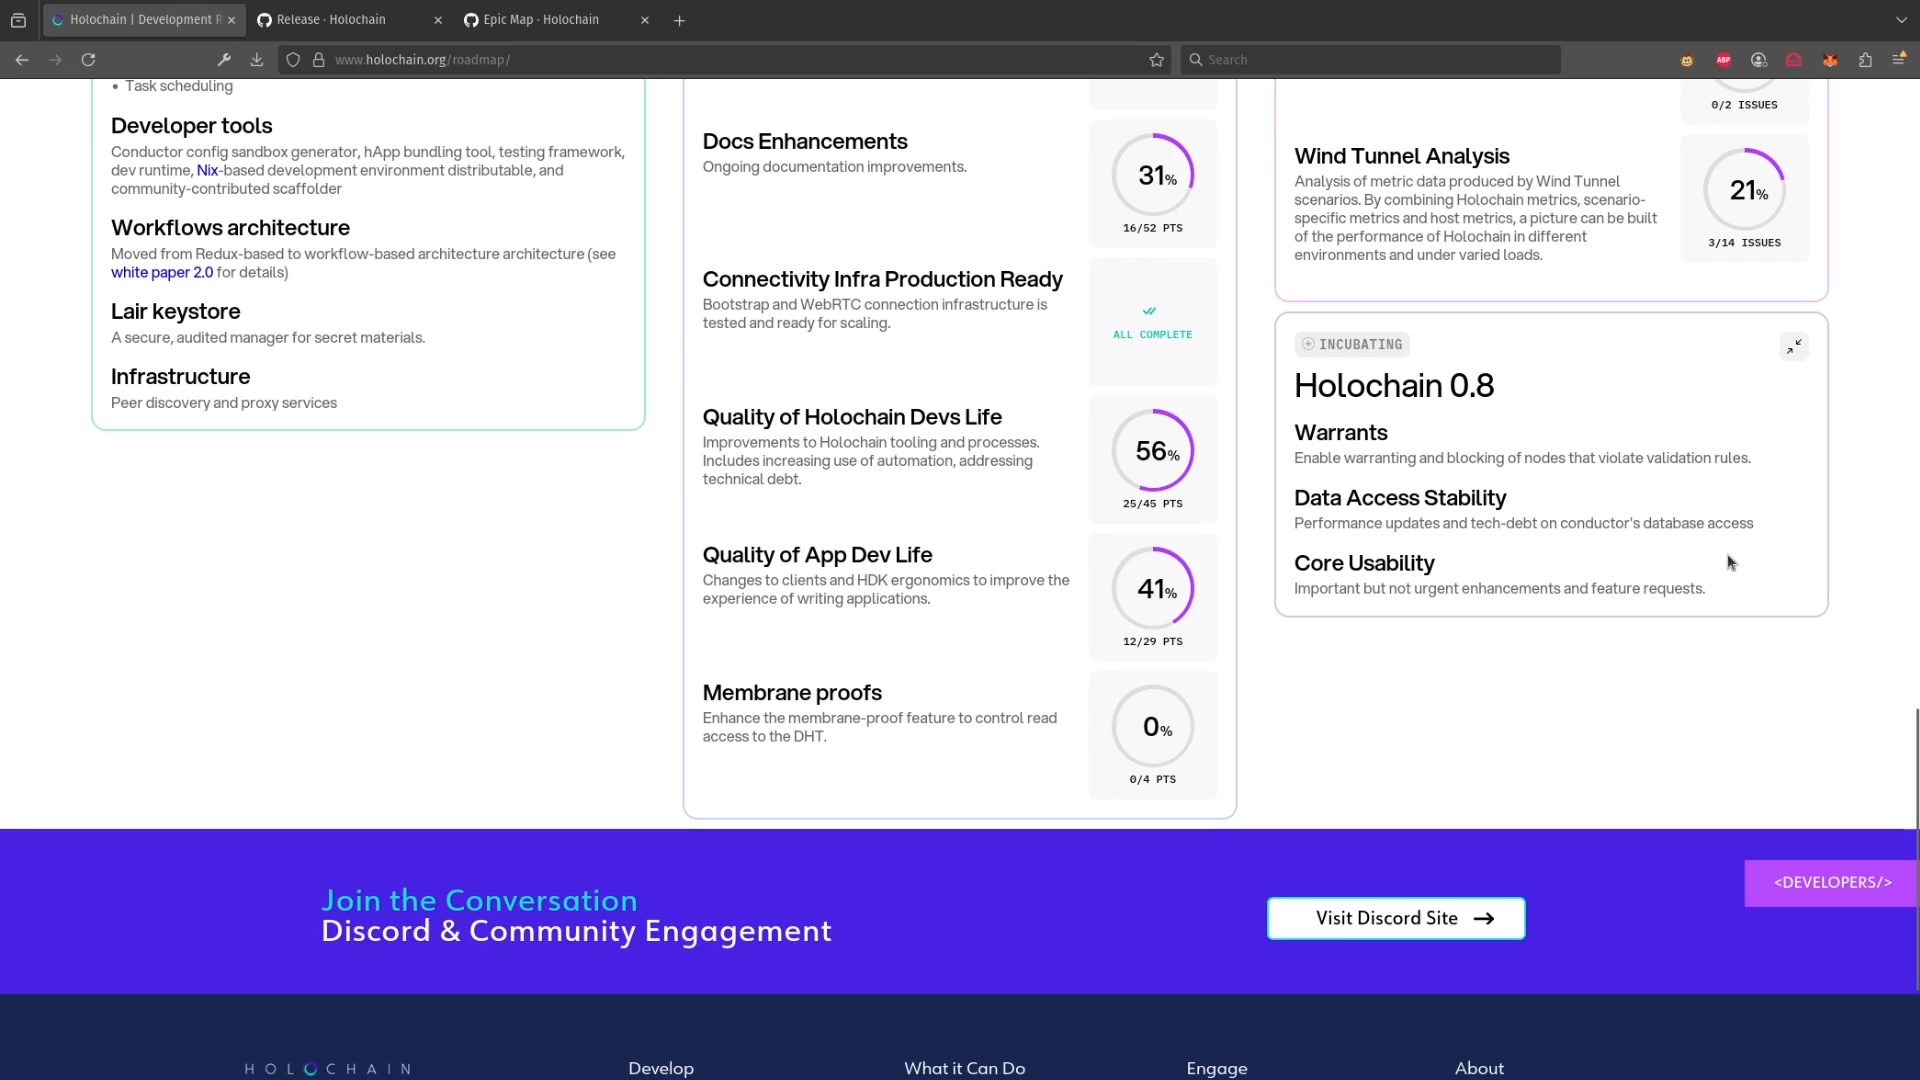 Holochain | Development R
Release · Holochain
Epic Map · Holochain
www.holochain.org/roadmap/
Search
ABP
• Task scheduling
Developer tools
Conductor config sandbox generator, hApp bundling tool, testing framework,
dev runtime, Nix-based development environment distributable, and
community-contributed scaffolder
Workflows architecture
Moved from Redux-based to workflow-based architecture architecture (see
white paper 2.0 for details)
Lair keystore
A secure, audited manager for secret materials.
Infrastructure
Peer discovery and proxy services
Docs Enhancements
Ongoing documentation improvements.
31%
16/52 PTS
Connectivity Infra Production Ready
Bootstrap and WebRTC connection infrastructure is
tested and ready for scaling.
ALL COMPLETE
Quality of Holochain Devs Life
Improvements to Holochain tooling and processes.
Includes increasing use of automation, addressing
technical debt.
56%
25/45 PTS
Quality of App Dev Life
Changes to clients and HDK ergonomics to improve the
experience of writing applications.
41%
12/29 PTS
Membrane proofs
Enhance the membrane-proof feature to control read
access to the DHT.
0%
0/4 PTS
0/2 ISSUES
Wind Tunnel Analysis
Analysis of metric data produced by Wind Tunnel
scenarios. By combining Holochain metrics, scenario-
specific metrics and host metrics, a picture can be built
of the performance of Holochain in different
environments and under varied loads.
21%
3/14 ISSUES
INCUBATING
Holochain 0.8
Warrants
Enable warranting and blocking of nodes that violate validation rules.
Data Access Stability
Performance updates and tech-debt on conductor's database access
Core Usability
Important but not urgent enhancements and feature requests.
<DEVELOPERS/>
Join the Conversation
Discord & Community Engagement
Visit Discord Site →
HOLOCHAIN
Develop
What it Can Do
Engage
About